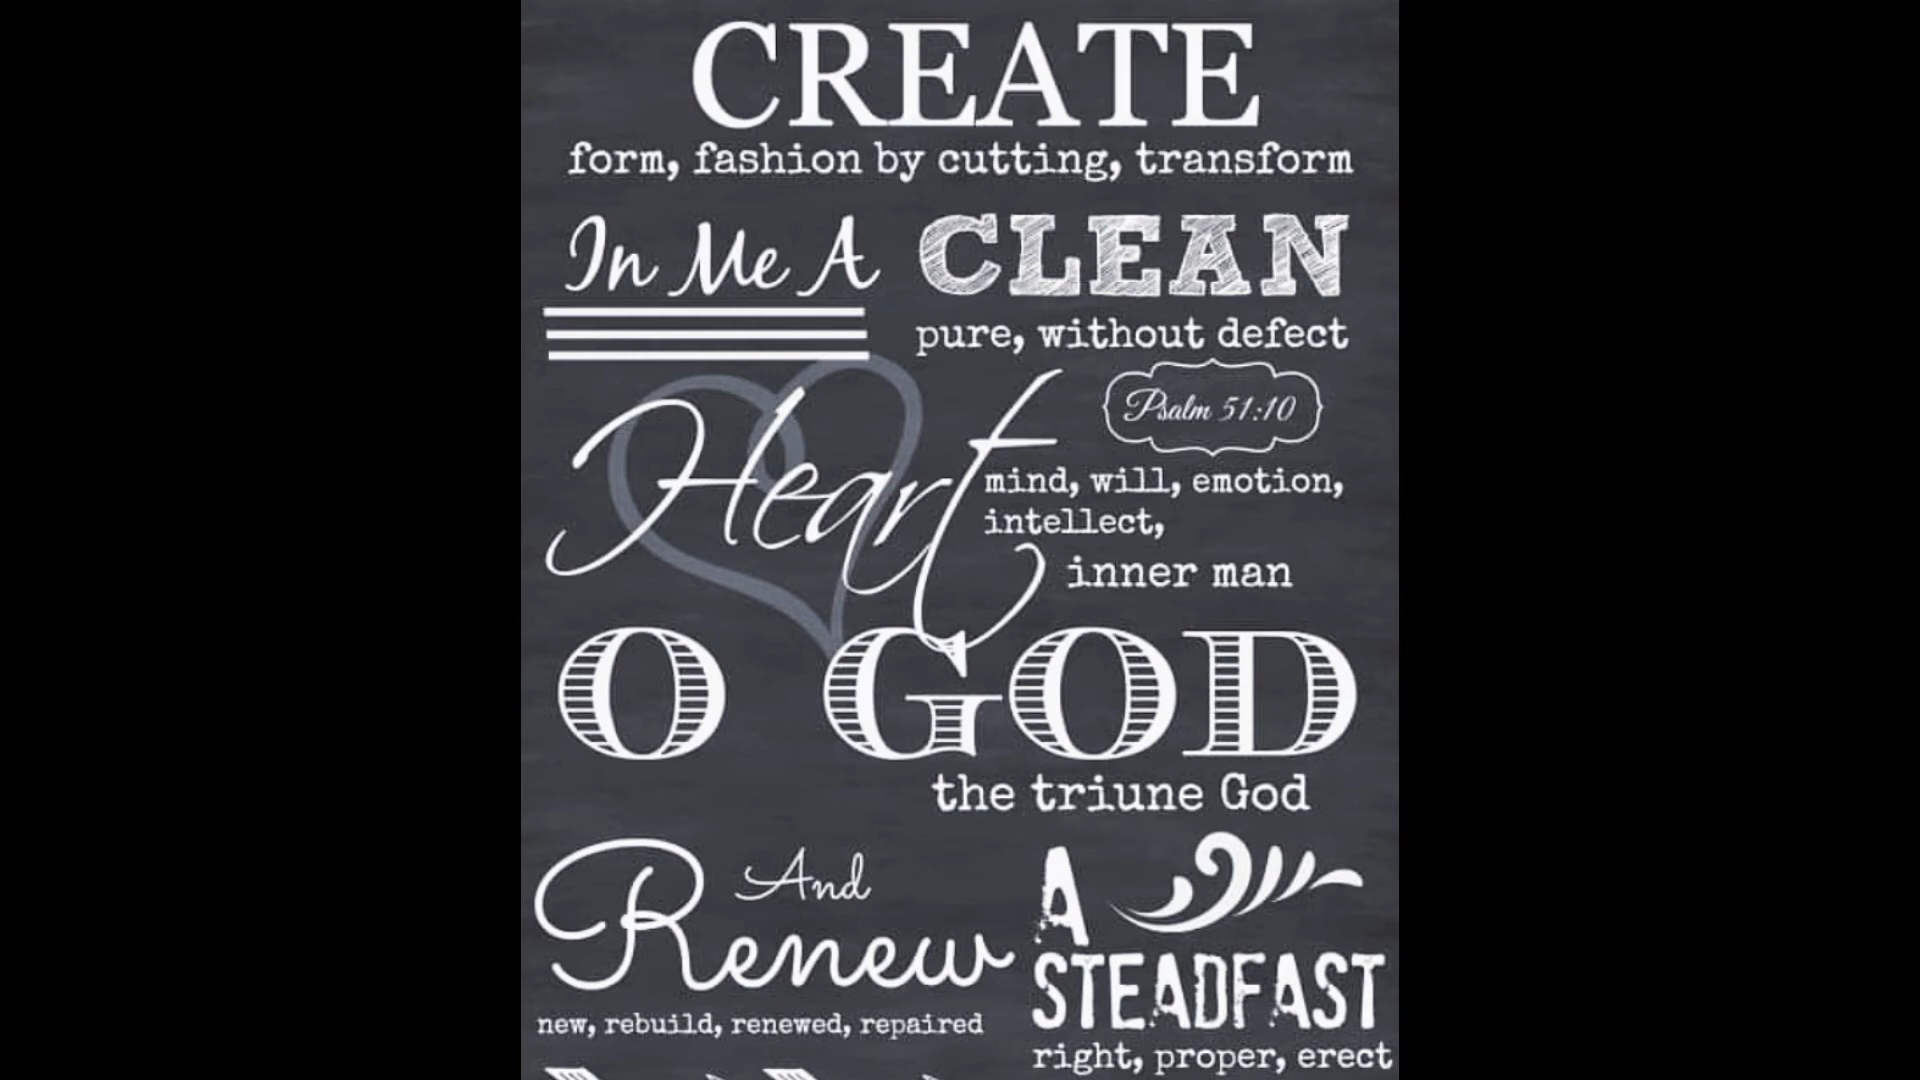 CREATE
form, fashion by cutting, transform
In Me A CLEAN
pure, without defect
Psalm 51:10
Heart
mind, will, emotion,
intellect,
inner man
O GOD
the triune God
And
Renew
new, rebuild, renewed, repaired
A
STEADFAST
right, proper, erect